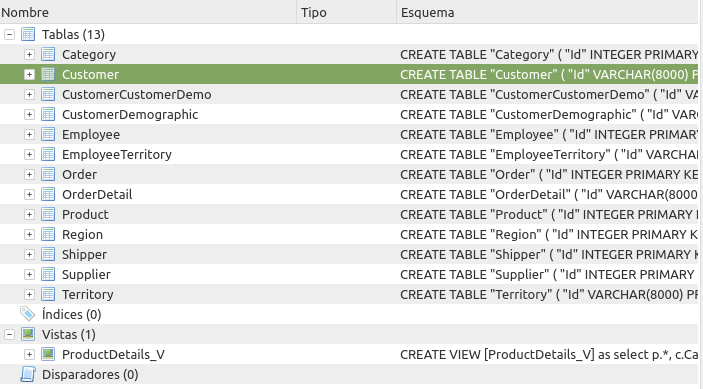 Nombre Tipo Esquema
Tablas (13)
Category CREATE TABLE "Category" ( "Id" INTEGER PRIMARY
Customer CREATE TABLE "Customer" ( "Id" VARCHAR(8000) P
CustomerCustomerDemo CREATE TABLE "CustomerCustomerDemo" ( "Id" VA
CustomerDemographic CREATE TABLE "CustomerDemographic" ( "Id" VAR
Employee CREATE TABLE "Employee" ( "Id" INTEGER PRIMAR
EmployeeTerritory CREATE TABLE "EmployeeTerritory" ( "Id" VARCHA
Order CREATE TABLE "Order" ( "Id" INTEGER PRIMARY KE
OrderDetail CREATE TABLE "OrderDetail" ( "Id" VARCHAR(8000
Product CREATE TABLE "Product" ( "Id" INTEGER PRIMARY
Region CREATE TABLE "Region" ( "Id" INTEGER PRIMARY K
Shipper CREATE TABLE "Shipper" ( "Id" INTEGER PRIMARY K
Supplier CREATE TABLE "Supplier" ( "Id" INTEGER PRIMARY
Territory CREATE TABLE "Territory" ( "Id" VARCHAR(8000) PR
Índices (0)
Vistas (1)
ProductDetails_V CREATE VIEW [ProductDetails_V] as select p.*, c.Ca
Disparadores (0)